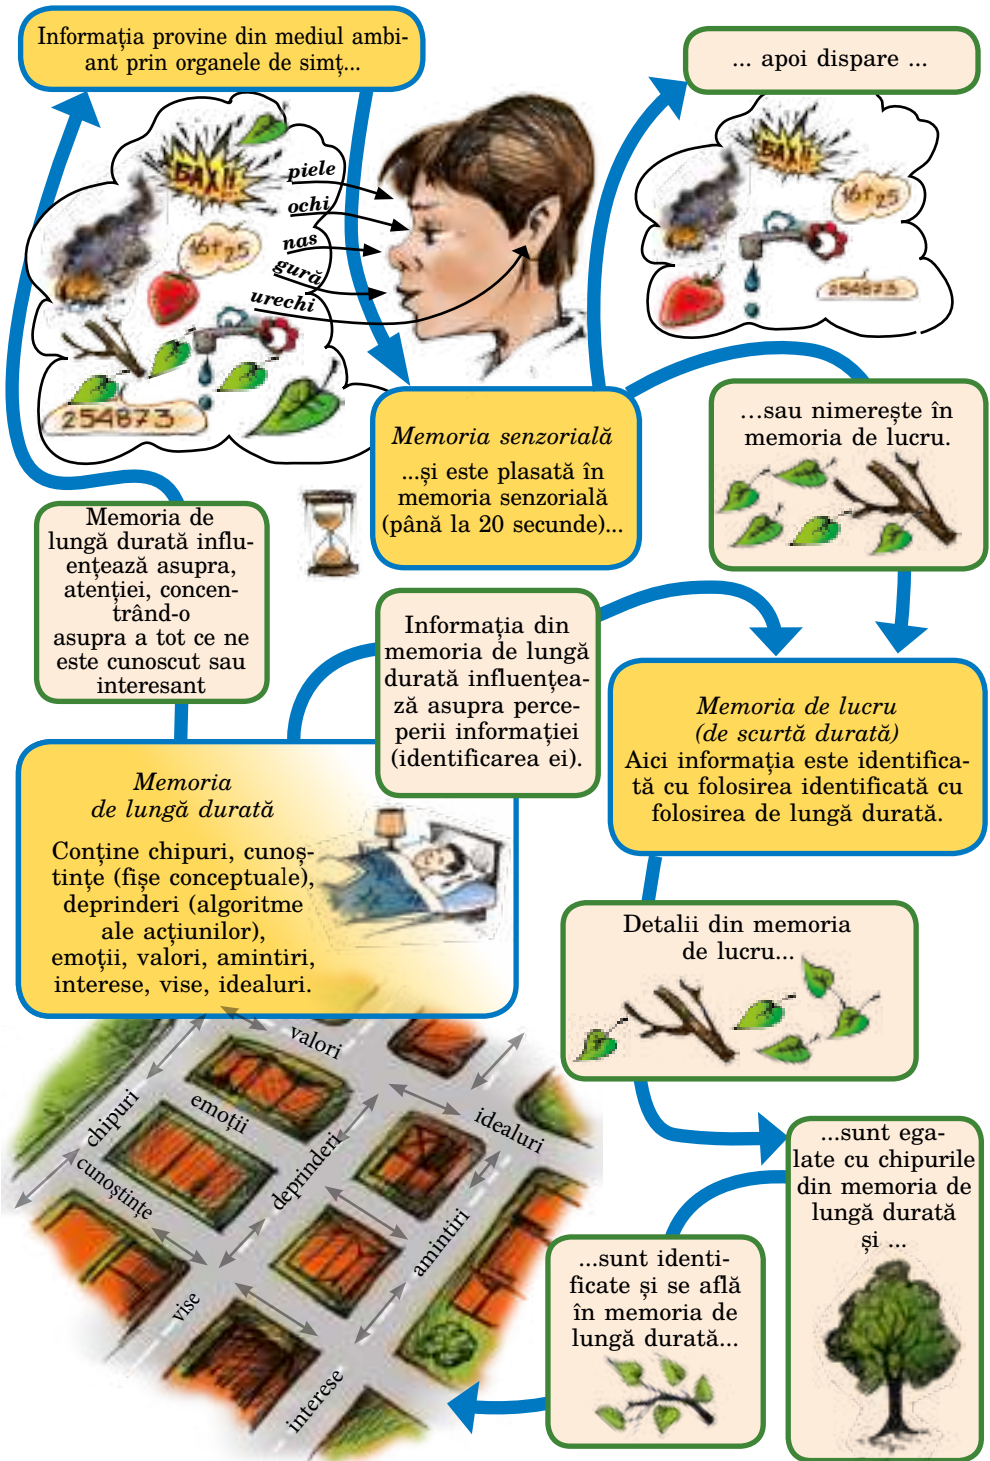 Informația provine din mediul ambi-
ant prin organele de simț...
... apoi dispare ...
БАХ!!
16+25
254873
piele
ochi
nas
gură
urechi
БАХ!!
16+25
254873
Memoria senzorială
...și este plasată în
memoria senzorială
(până la 20 secunde)...
...sau nimerește în
memoria de lucru.
Memoria de
lungă durată influ-
ențează asupra,
atenției, concen-
trând-o
asupra a tot ce ne
este cunoscut sau
interesant
Informația din
memoria de lungă
durată influențea-
ză asupra perce-
perii informației
(identificarea ei).
Memoria de lucru
(de scurtă durată)
Aici informația este identifica-
tă cu folosirea identificată cu
folosirea de lungă durată.
Memoria
de lungă durată
Conține chipuri, cunoș-
tințe (fișe conceptuale),
deprinderi (algoritme
ale acțiunilor),
emoții, valori, amintiri,
interese, vise, idealuri.
Detalii din memoria
de lucru...
...sunt ega-
late cu chipurile
din memoria de
lungă durată
și ...
...sunt identi-
ficate și se află
în memoria de
lungă durată...
valori
emoții
chipuri
cunoștințe
deprinderi
idealuri
amintiri
vise
interese